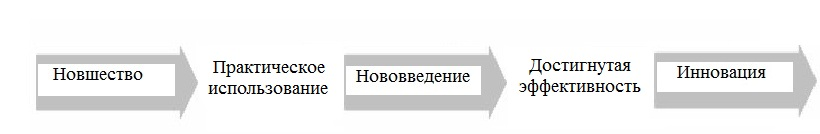 Новшество
Практическое
использование
Нововведение
Достигнутая
эффективность
Инновация